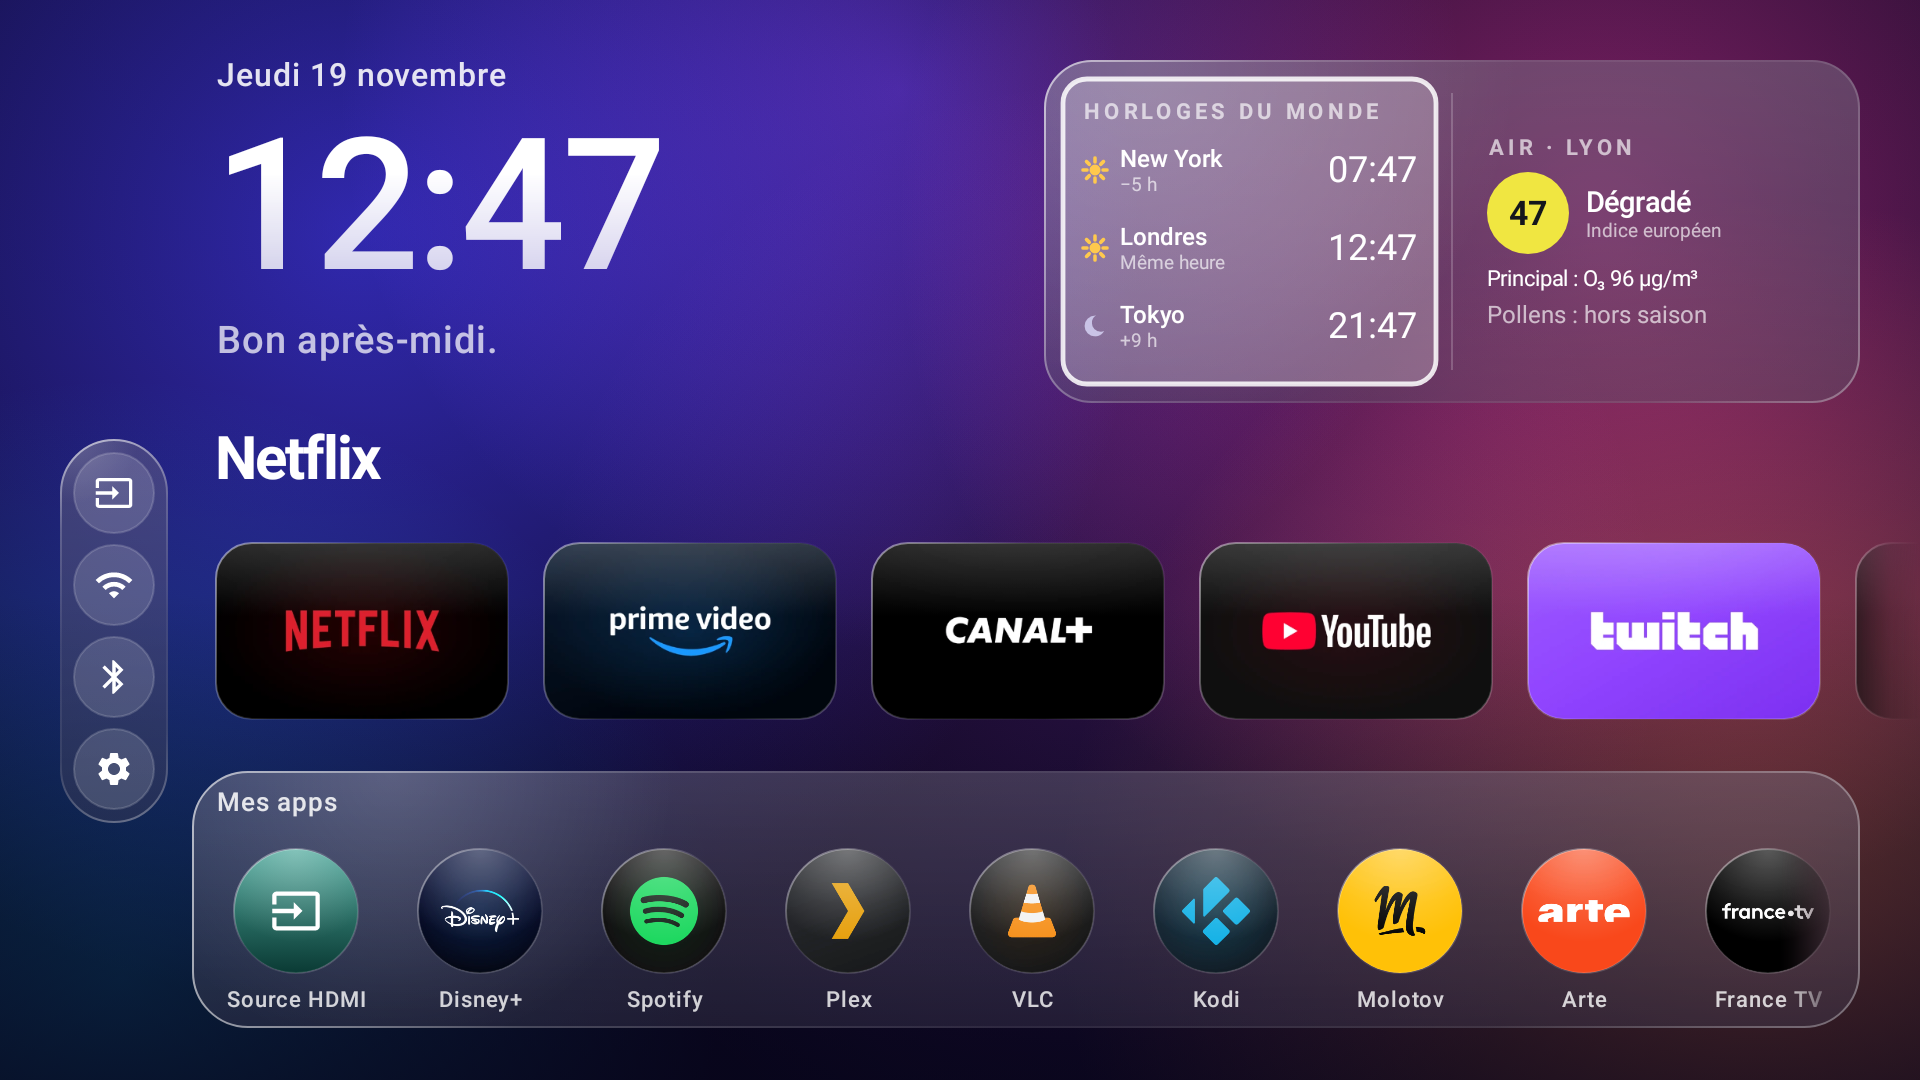 Jeudi 19 novembre
12:47
Bon après-midi.
HORLOGES DU MONDE
New York
07:47
−5 h
Londres
12:47
Même heure
Tokyo
21:47
+9 h
AIR · LYON
47
Dégradé
Indice européen
Principal : O₃ 96 µg/m³
Pollens : hors saison
Netflix
NETFLIX
prime video
CANAL+
YouTube
twitch
Mes apps
Disney+
m.
arte
france•tv
Source HDMI
Disney+
Spotify
Plex
VLC
Kodi
Molotov
Arte
France TV